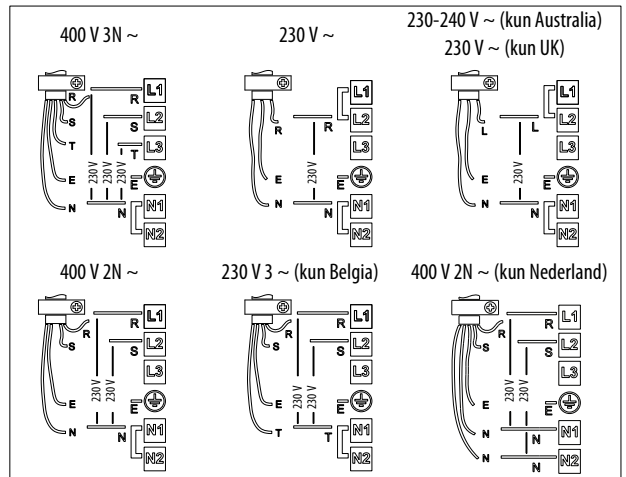 400 V 3N ~
R
S
T
E
N
R
S
T
E
N
230 V
230 V
230 V
L1
L2
L3
N1
N2
230 V ~
R
E
N
R
E
N
230 V
L1
L2
L3
N1
N2
230-240 V ~ (kun Australia)
230 V ~ (kun UK)
L
E
N
L
E
N
230 V
L1
L2
L3
N1
N2
400 V 2N ~
R
S
E
N
R
S
E
N
230 V
230 V
L1
L2
L3
N1
N2
230 V 3 ~ (kun Belgia)
R
S
E
T
R
S
E
T
230 V
230 V
L1
L2
L3
N1
N2
400 V 2N ~ (kun Nederland)
R
S
E
N
N
R
S
E
N
N
230 V
230 V
L1
L2
L3
N1
N2